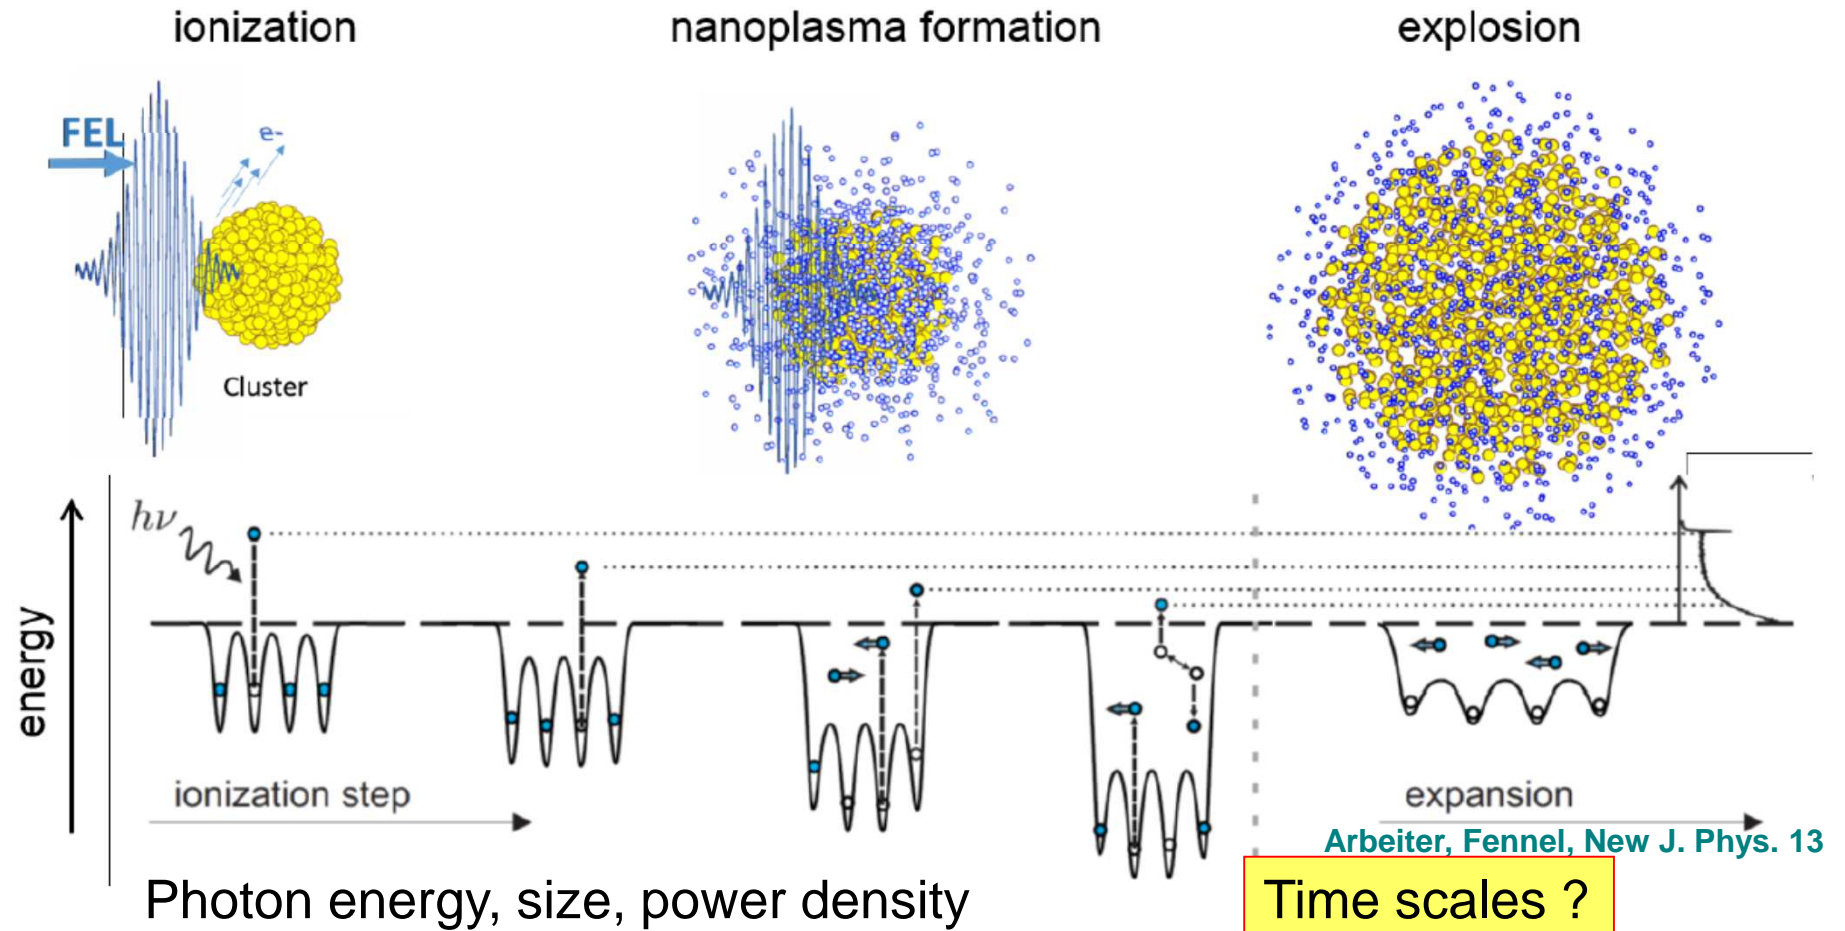 ionization
nanoplasma formation
explosion
FEL
e-
Cluster
hν
energy
ionization step
expansion
Arbeiter, Fennel, New J. Phys. 13
Photon energy, size, power density
Time scales ?